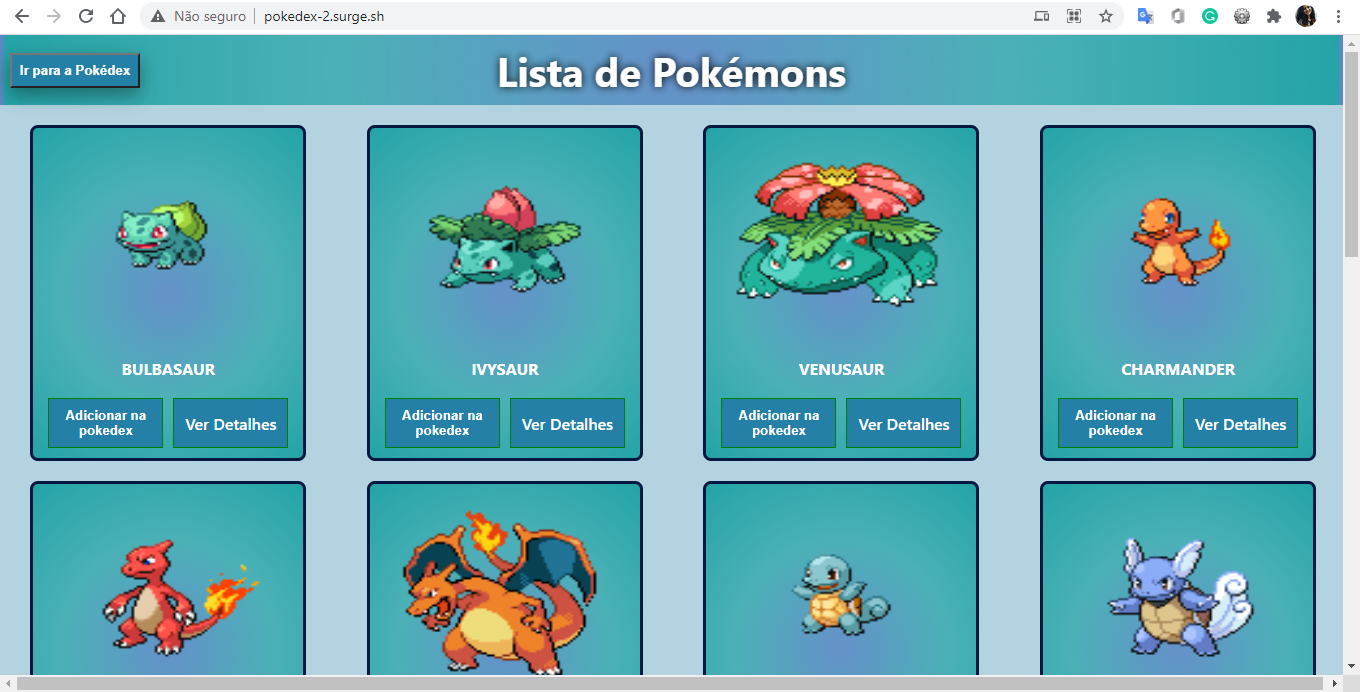 Não seguro
pokedex-2.surge.sh
Ir para a Pokédex
Lista de Pokémons
BULBASAUR
IVYSAUR
VENUSAUR
CHARMANDER
Adicionar na
pokedex
Ver Detalhes
Adicionar na
pokedex
Ver Detalhes
Adicionar na
pokedex
Ver Detalhes
Adicionar na
pokedex
Ver Detalhes